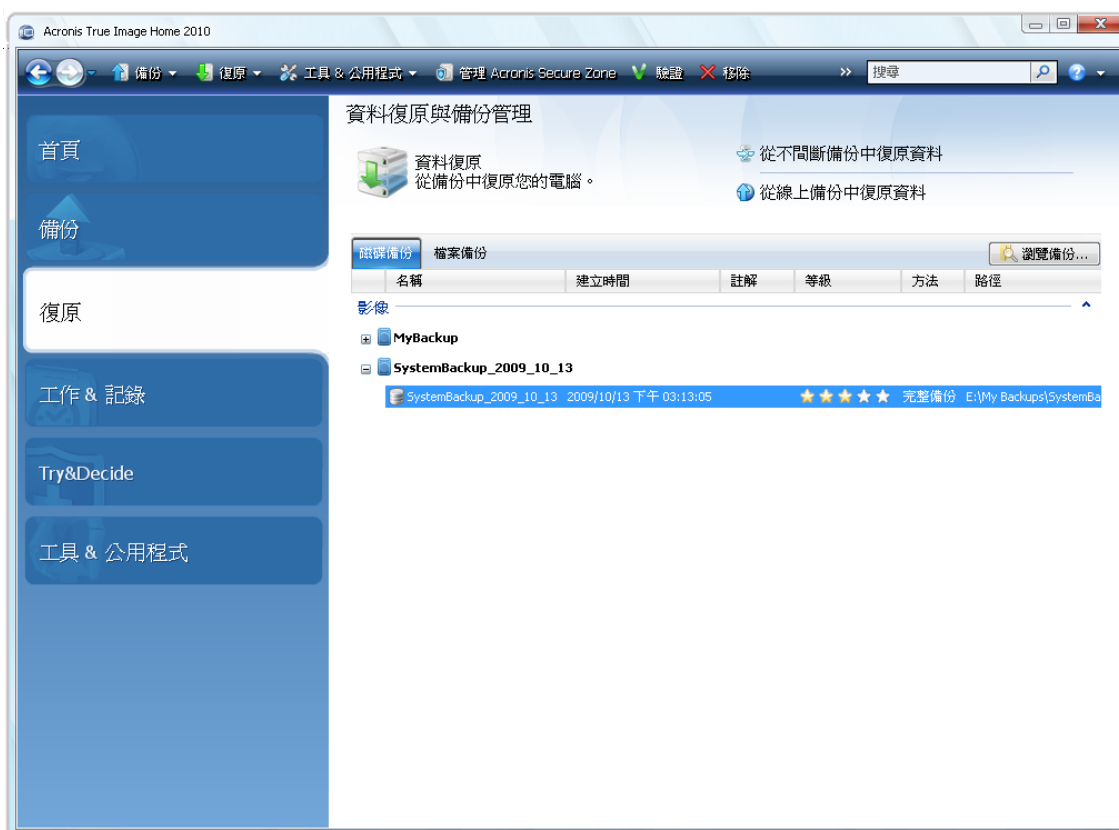 Acronis True Image Home 2010
備份 復原 工具 & 公用程式 管理 Acronis Secure Zone 驗證 移除 >> 搜尋
首頁
備份
復原
工作 & 記錄
Try&Decide
工具 & 公用程式
資料復原與備份管理
資料復原
從備份中復原您的電腦。
從不間斷備份中復原資料
從線上備份中復原資料
磁碟備份 檔案備份 瀏覽備份...
名稱 建立時間 註解 等級 方法 路徑
影像
MyBackup
SystemBackup_2009_10_13
SystemBackup_2009_10_13 2009/10/13 下午 03:13:05 完整備份 E:\My Backups\SystemBa